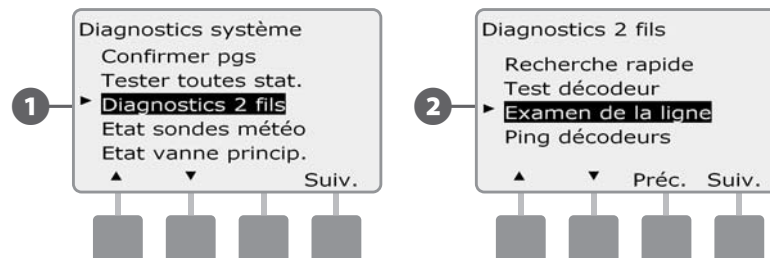 Diagnostics système
Confirmer pgs
Tester toutes stat.
1
Diagnostics 2 fils
Etat sondes météo
Etat vanne princip.
Suiv.
Diagnostics 2 fils
Recherche rapide
Test décodeur
2
Examen de la ligne
Ping décodeurs
Préc. Suiv.